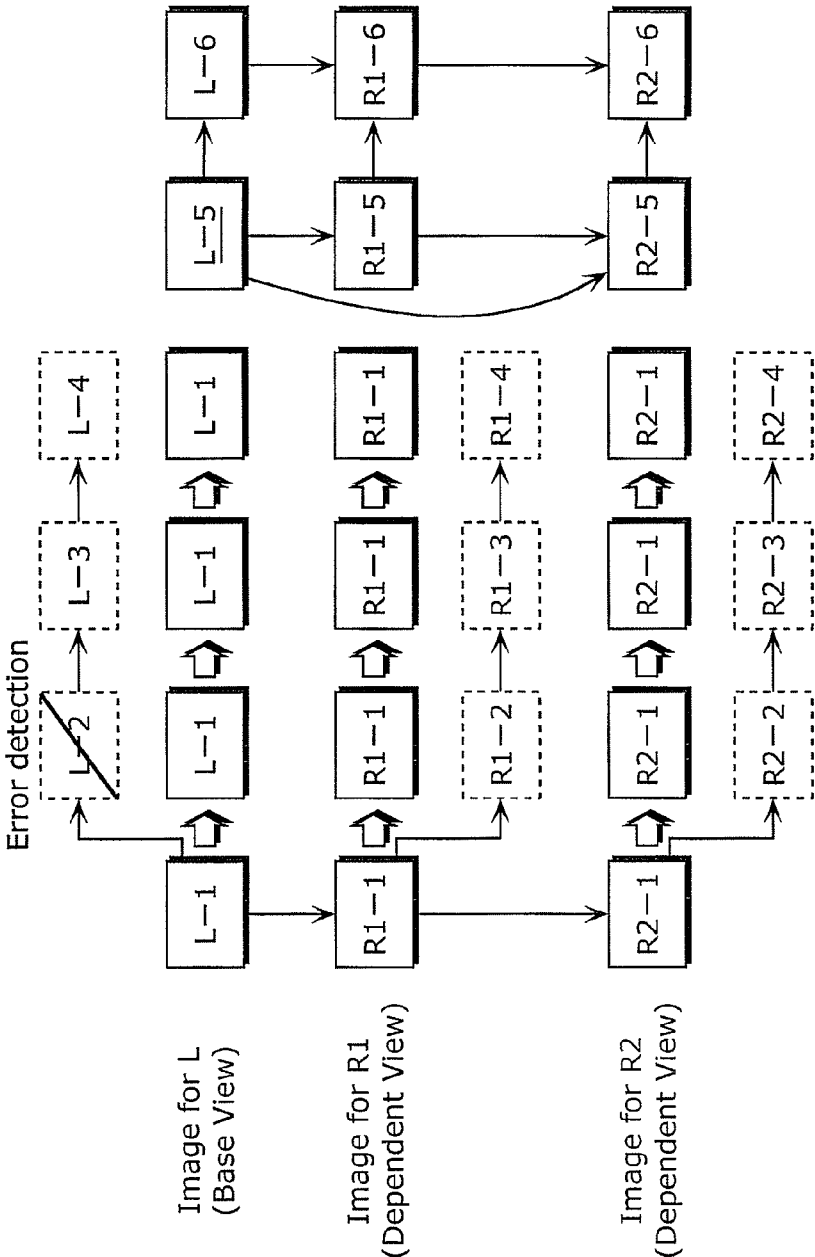 Error detection
L-2
L-3
L-4
Image for L
(Base View)
L-1
L-1
L-1
L-1
L-5
L-6
Image for R1
(Dependent View)
R1-1
R1-1
R1-1
R1-1
R1-5
R1-6
R1-2
R1-3
R1-4
Image for R2
(Dependent View)
R2-1
R2-1
R2-1
R2-1
R2-5
R2-6
R2-2
R2-3
R2-4